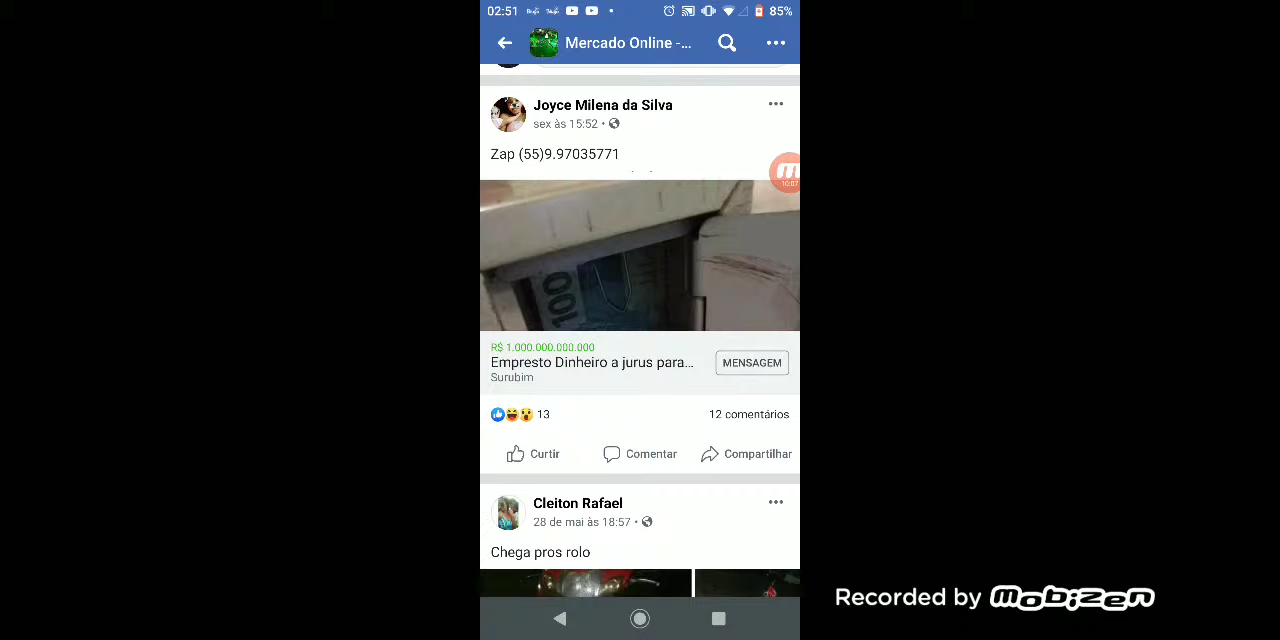 02:51
85%
Mercado Online -...
Joyce Milena da Silva
sex às 15:52 •
Zap (55)9.97035771
10:07
100
R$ 1.000.000.000.000
Empresto Dinheiro a jurus para...
MENSAGEM
Surubim
13
12 comentários
Curtir
Comentar
Compartilhar
Cleiton Rafael
28 de mai às 18:57 •
Chega pros rolo
Recorded by mobizen